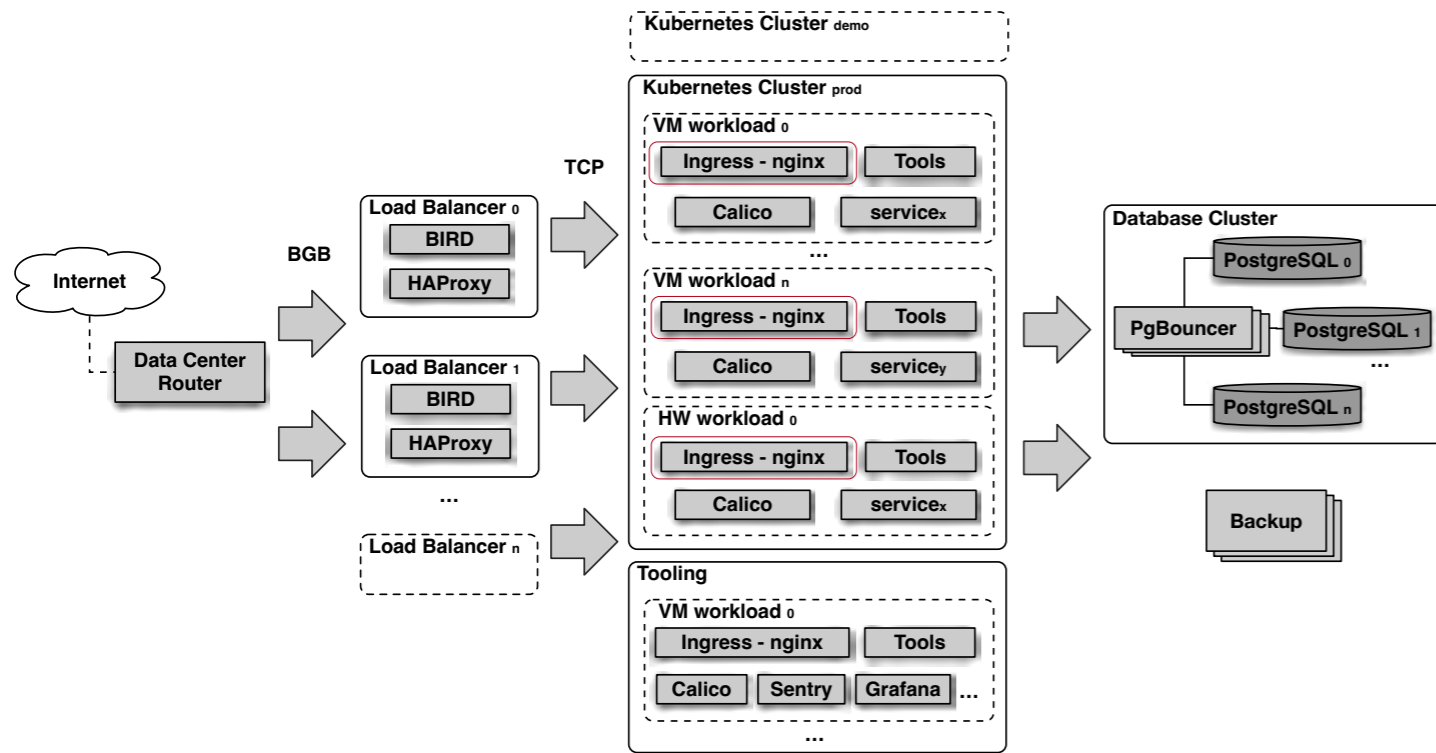 Kubernetes Cluster demo
Kubernetes Cluster prod
VM workload 0
Ingress - nginx
Tools
Calico
servicex
...
VM workload n
Ingress - nginx
Tools
Calico
servicey
HW workload 0
Ingress - nginx
Tools
Calico
servicex
Tooling
VM workload 0
Ingress - nginx
Tools
Calico
Sentry
Grafana
...
...
TCP
BGB
Internet
Data Center
Router
Load Balancer 0
BIRD
HAProxy
Load Balancer 1
BIRD
HAProxy
...
Load Balancer n
Database Cluster
PostgreSQL 0
PgBouncer
PostgreSQL 1
...
PostgreSQL n
Backup